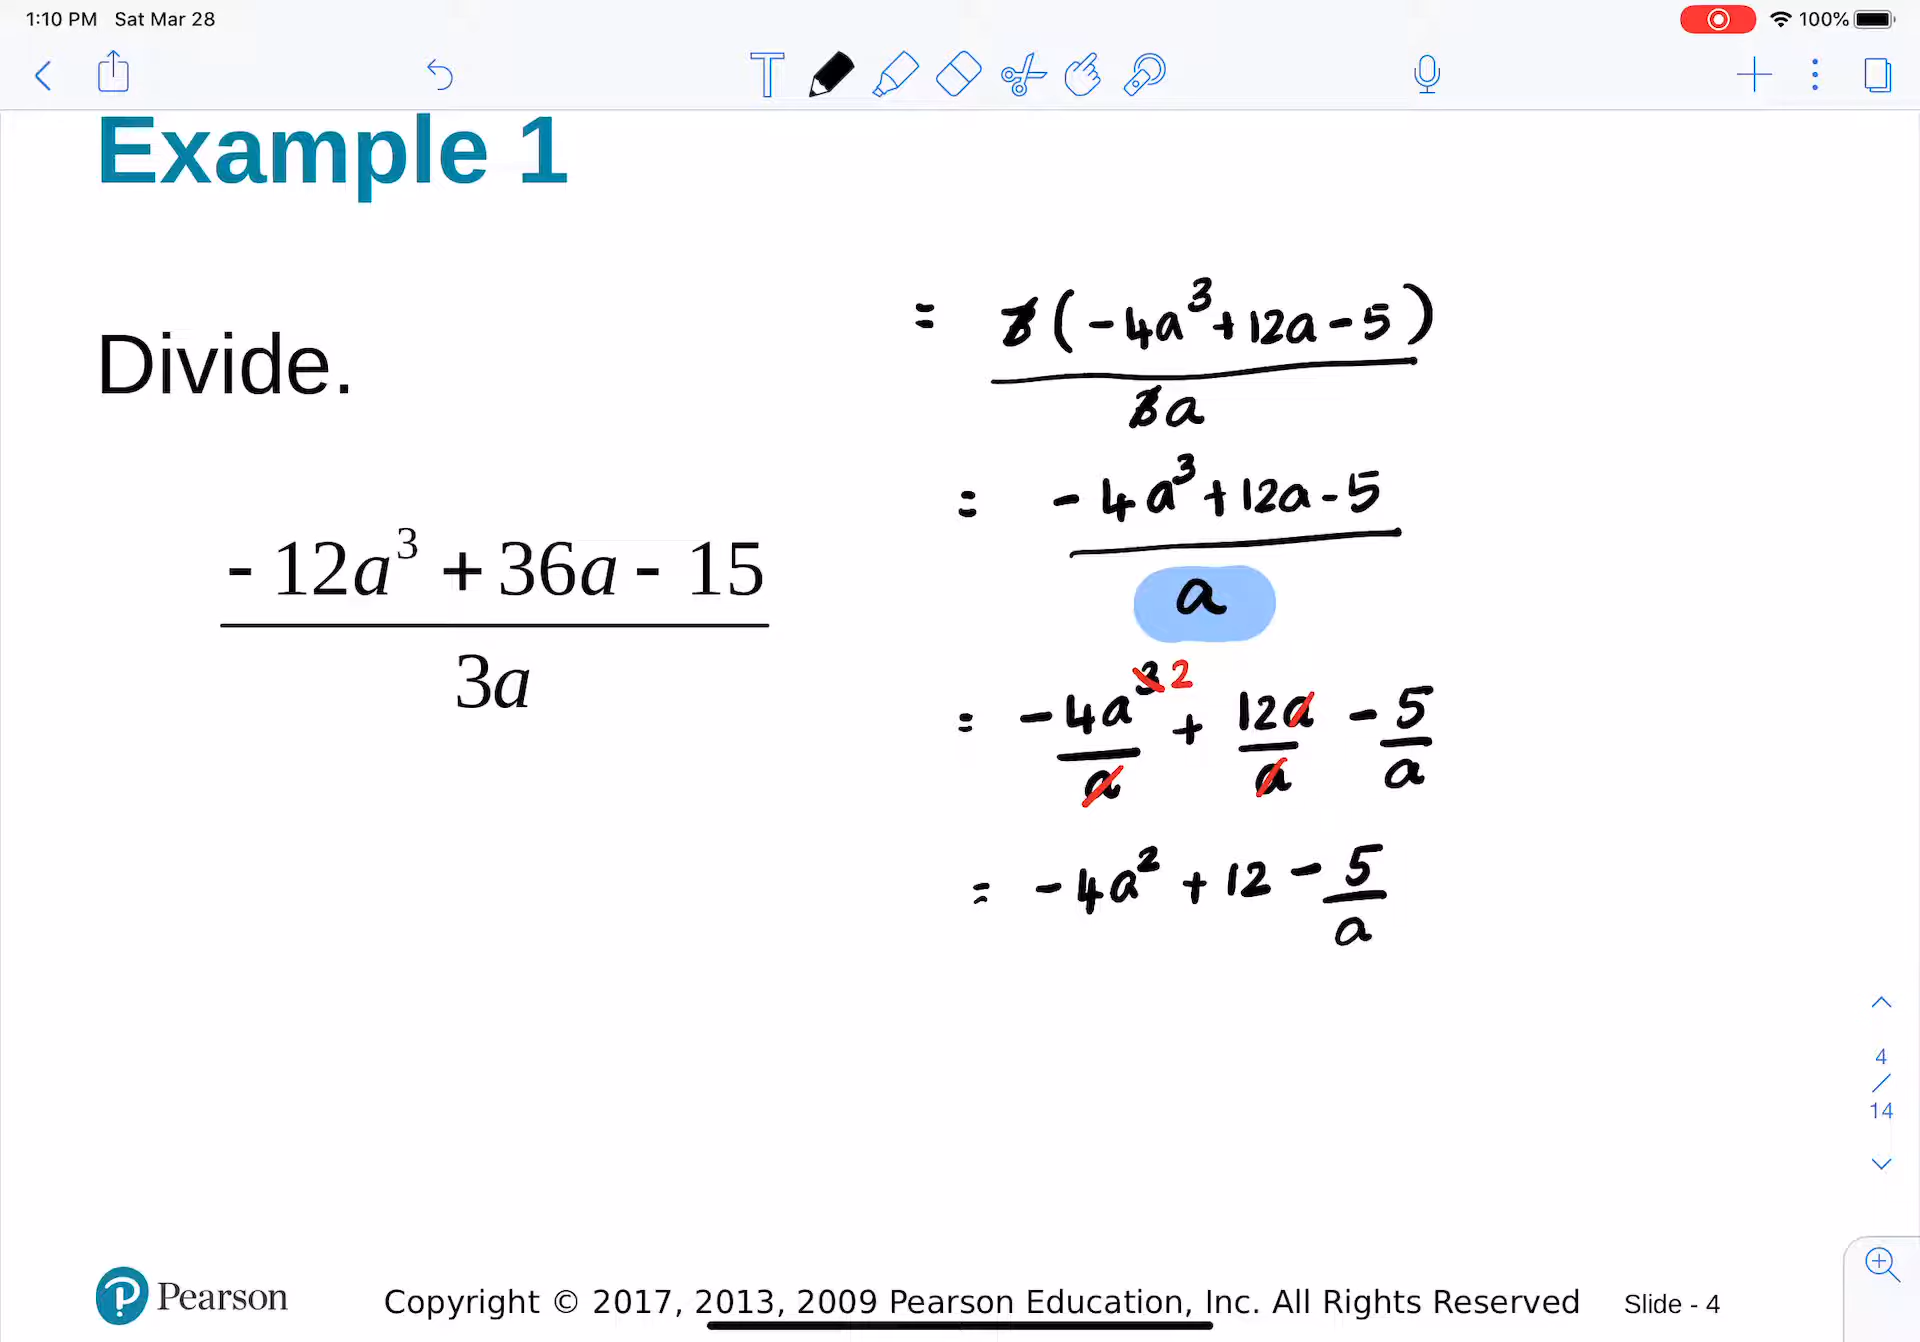 1:10 PM Sat Mar 28
100%
Example 1
Divide.
- 12a³ + 36a - 15
3a
= 3 ( - 4a³ + 12a - 5 )
3a
= - 4a³ + 12a - 5
a
= - 4a³ 2 + 12a - 5
a a a
= - 4a² + 12 - 5
a
4
/
14
Pearson
Copyright © 2017, 2013, 2009 Pearson Education, Inc. All Rights Reserved
Slide - 4